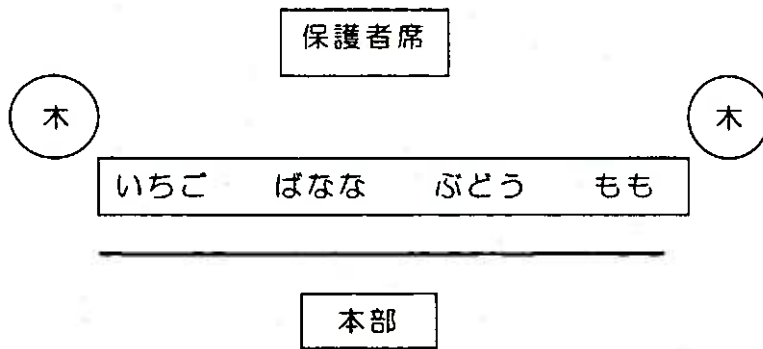 保護者席
木
木
いちご ばなな ぶどう もも
本部